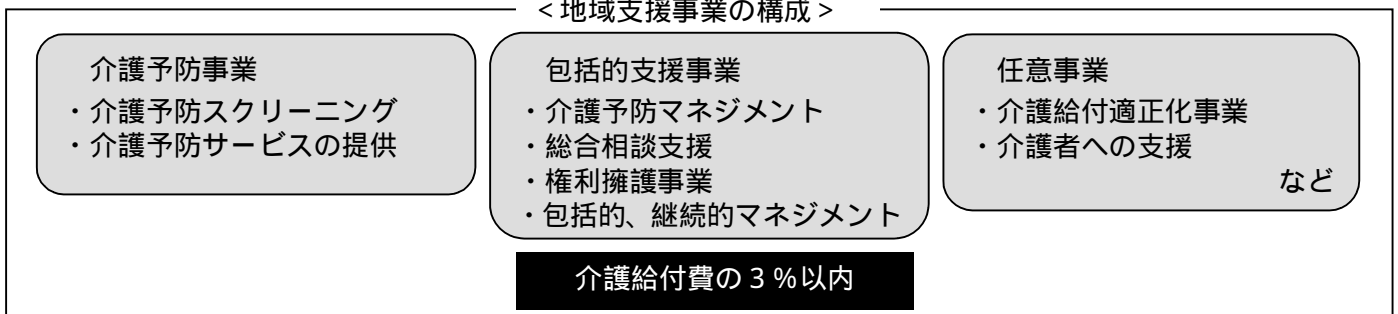 ＜地域支援事業の構成＞
介護予防事業
・介護予防スクリーニング
・介護予防サービスの提供
包括的支援事業
・介護予防マネジメント
・総合相談支援
・権利擁護事業
・包括的、継続的マネジメント
任意事業
・介護給付適正化事業
・介護者への支援
など
介護給付費の３％以内